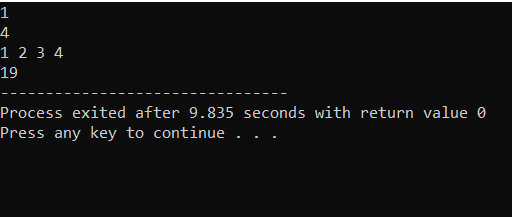 1
4
1 2 3 4
19
--------------------------------
Process exited after 9.835 seconds with return value 0
Press any key to continue . . .